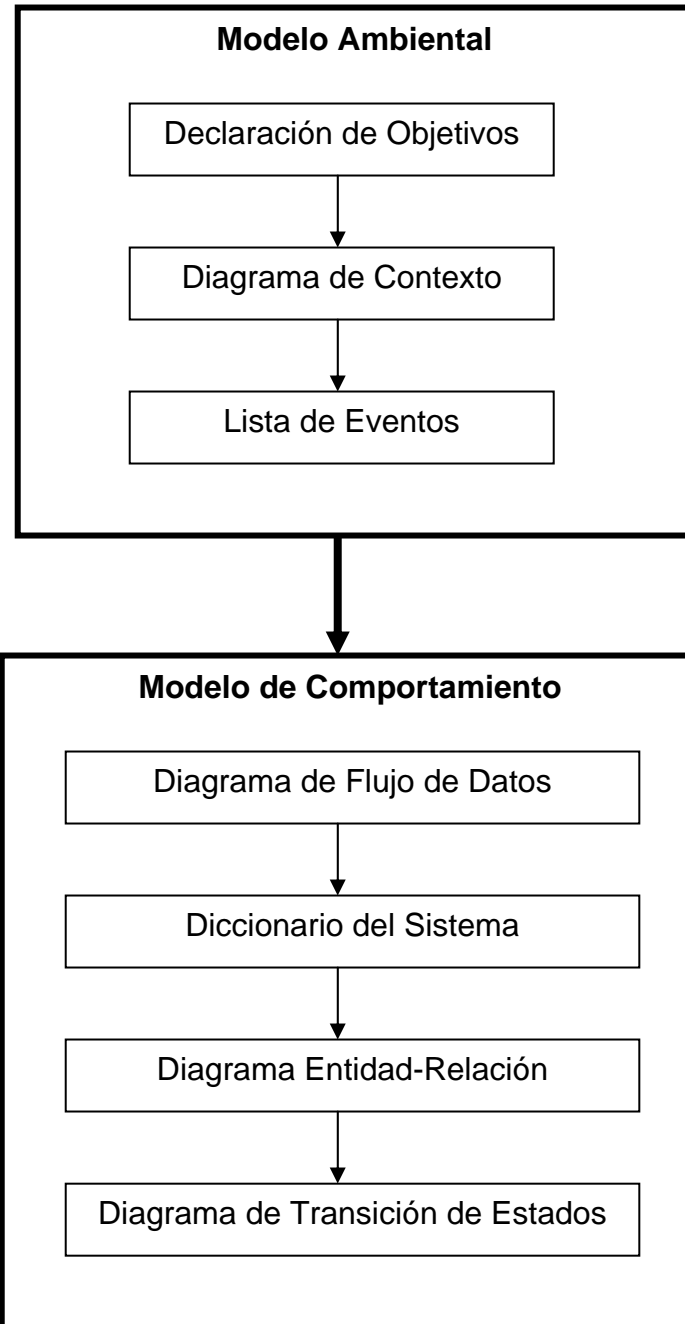 Modelo Ambiental
Declaración de Objetivos
Diagrama de Contexto
Lista de Eventos
Modelo de Comportamiento
Diagrama de Flujo de Datos
Diccionario del Sistema
Diagrama Entidad-Relación
Diagrama de Transición de Estados